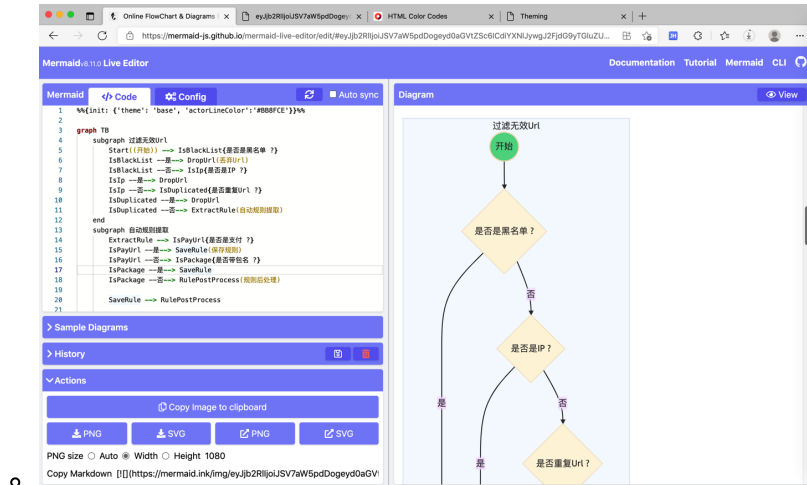 Online FlowChart & Diagrams
eyJjb2RlIjoiJSV7aW5pdDogey
HTML Color Codes
Theming
https://mermaid-js.github.io/mermaid-live-editor/edit/#eyJjb2RlIjoiJSV7aW5pdDogeyd0aGVtZSc6ICdiYXNlJywgJ2FjdG9yTGluZU...
Mermaid v8.11.0 Live Editor
Documentation Tutorial Mermaid CLI
Mermaid
Code
Config
Auto sync
1 %%{init: {'theme': 'base', 'actorLineColor':'#BBBFCE'}}%%
2
3 graph TB
4 subgraph 过滤无效Url
5 Start((开始)) --> IsBlackList{是否是黑名单 ?}
6 IsBlackList --是--> DropUrl(丢弃Url)
7 IsBlackList --否--> IsIp{是否是IP ?}
8 IsIp --是--> DropUrl
9 IsIp --否--> IsDuplicated{是否重复Url ?}
10 IsDuplicated --是--> DropUrl
11 IsDuplicated --否--> ExtractRule(自动规则提取)
12 end
13 subgraph 自动规则提取
14 ExtractRule --> IsPayUrl{是否是支付 ?}
15 IsPayUrl --是--> SaveRule(保存规则)
16 IsPayUrl --否--> IsPackage{是否带包名 ?}
17 IsPackage --是--> SaveRule
18 IsPackage --否--> RulePostProcess(规则后处理)
19
20 SaveRule --> RulePostProcess
21
Sample Diagrams
History
Actions
Copy Image to clipboard
PNG
SVG
PNG
SVG
PNG size Auto Width Height 1080
Copy Markdown [![](https://mermaid.ink/img/eyJjb2RlIjoiJSV7aW5pdDogeyd0aGV
Diagram
View
过滤无效Url
开始
是否是黑名单 ?
否
是否是IP ?
是
否
是
是否重复Url ?